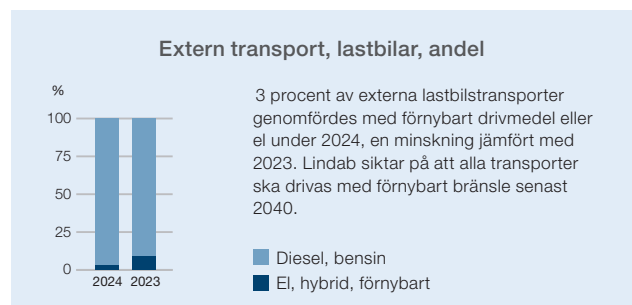 Extern transport, lastbilar, andel
%
100
75
50
25
0
2024 2023
3 procent av externa lastbilstransporter
genomfördes med förnybart drivmedel eller
el under 2024, en minskning jämfört med
2023. Lindab siktar på att alla transporter
ska drivas med förnybart bränsle senast
2040.
Diesel, bensin
El, hybrid, förnybart